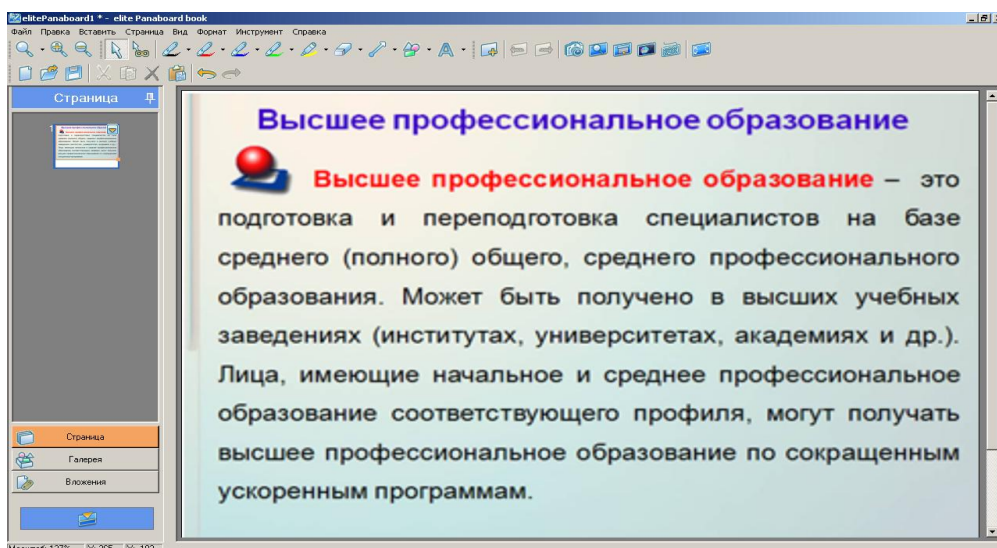 elitePanaboard1 * - elite Panaboard book
Файл Правка Вставить Страница Вид Формат Инструмент Справка
Страница
1
Высшее профессиональное образование
Высшее профессиональное образование – это
подготовка и переподготовка специалистов на базе
среднего (полного) общего, среднего профессионального
образования. Может быть получено в высших учебных
заведениях (институтах, университетах, академиях и др.).
Лица, имеющие начальное и среднее профессиональное
образование соответствующего профиля, могут получать
высшее профессиональное образование по сокращенным
ускоренным программам.
Страница
Галерея
Вложения